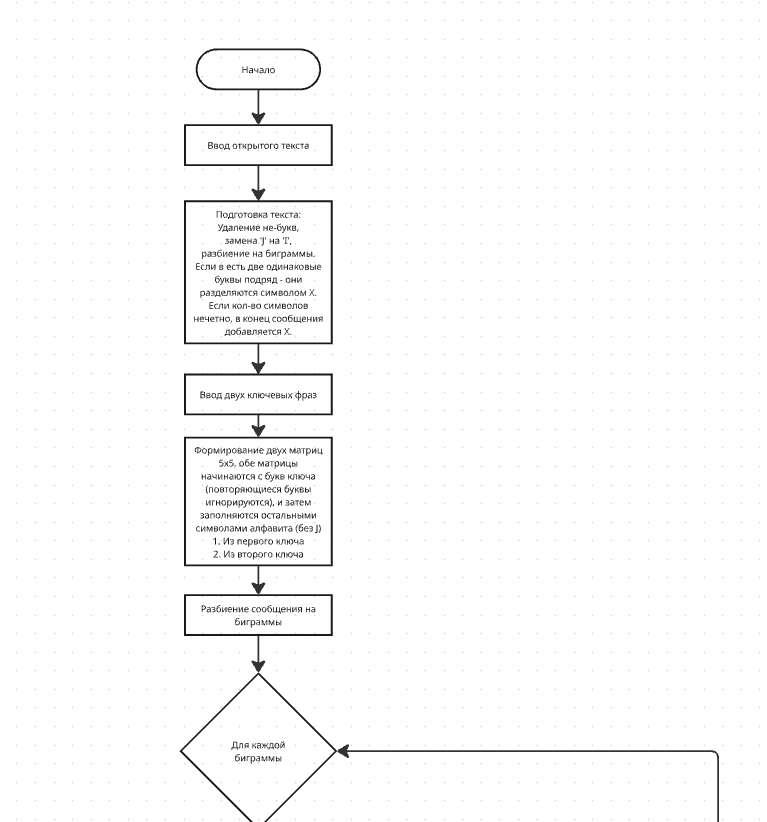 Начало
Ввод открытого текста
Подготовка текста:
Удаление не-букв,
замена 'J' на 'I',
разбиение на биграммы.
Если в есть две одинаковые
буквы подряд - они
разделяются символом X.
Если кол-во символов
нечетно, в конец сообщения
добавляется X.
Ввод двух ключевых фраз
Формирование двух матриц
5x5, обе матрицы
начинаются с букв ключа
(повторяющиеся буквы
игнорируются), и затем
заполняются остальными
символами алфавита (без J)
1. Из первого ключа
2. Из второго ключа
Разбиение сообщения на
биграммы
Для каждой
биграммы